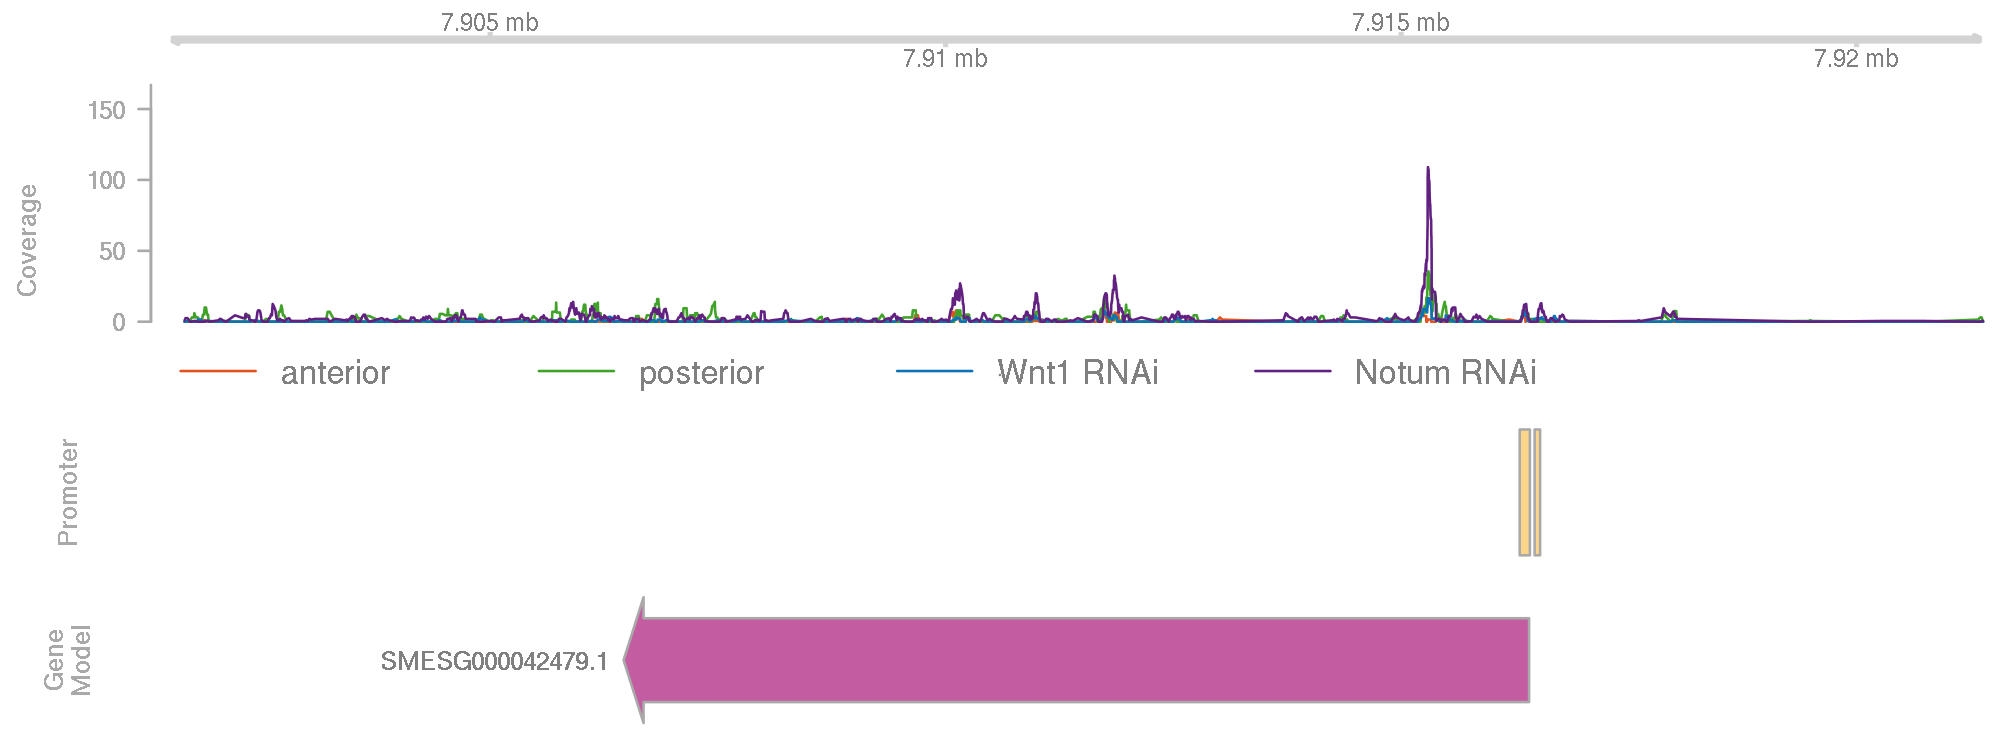 7.905 mb
7.915 mb
7.91 mb
7.92 mb
Coverage
150
100
50
0
anterior
posterior
Wnt1 RNAi
Notum RNAi
Promoter
Gene
Model
SMESG000042479.1